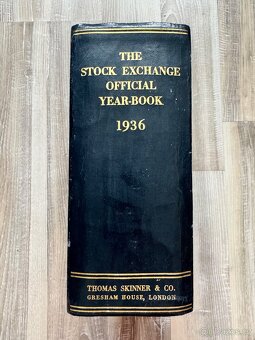 THE
STOCK EXCHANGE
OFFICIAL
YEAR-BOOK
1936
THOMAS SKINNER & CO.
GRESHAM HOUSE, LONDON